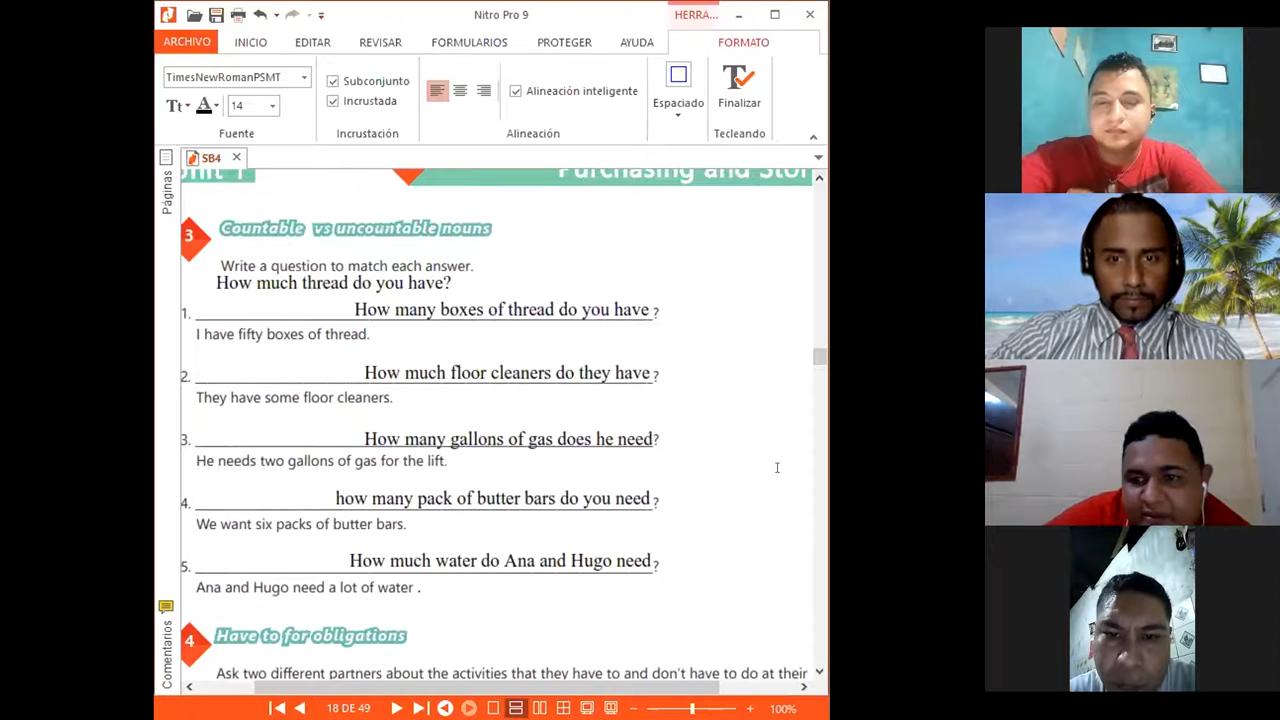 Nitro Pro 9
HERRA...
ARCHIVO
INICIO
EDITAR
REVISAR
FORMULARIOS
PROTEGER
AYUDA
FORMATO
TimesNewRomanPSMT
Tt
A
14
Fuente
Subconjunto
Incrustada
Incrustación
Alineación inteligente
Alineación
Espaciado
Finalizar
Tecleando
SB4
Páginas
Unit 1
Purchasing and Stor
3
Countable vs uncountable nouns
Write a question to match each answer.
How much thread do you have?
1. How many boxes of thread do you have ?
I have fifty boxes of thread.
2. How much floor cleaners do they have ?
They have some floor cleaners.
3. How many gallons of gas does he need?
He needs two gallons of gas for the lift.
4. how many pack of butter bars do you need ?
We want six packs of butter bars.
5. How much water do Ana and Hugo need ?
Ana and Hugo need a lot of water .
4
Have to for obligations
Ask two different partners about the activities that they have to and don't have to do at their
Comentarios
18 DE 49
100%